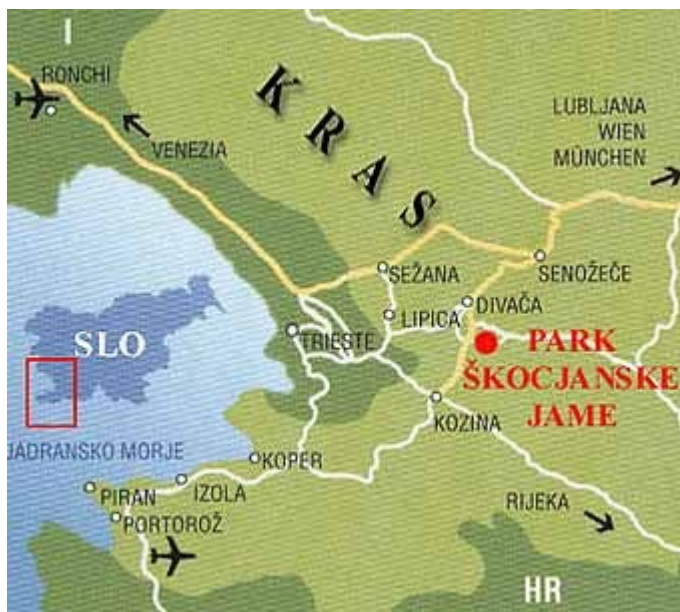 I
RONCHI
VENEZIA
KRAS
LUBLJANA
WIEN
MÜNCHEN
SEŽANA
SENOŽEČE
LIPICA
DIVAČA
SLO
TRIESTE
PARK
ŠKOCJANSKE
JAME
KOZINA
JADRANSKO MORJE
KOPER
PIRAN
IZOLA
PORTOROŽ
RIJEKA
HR